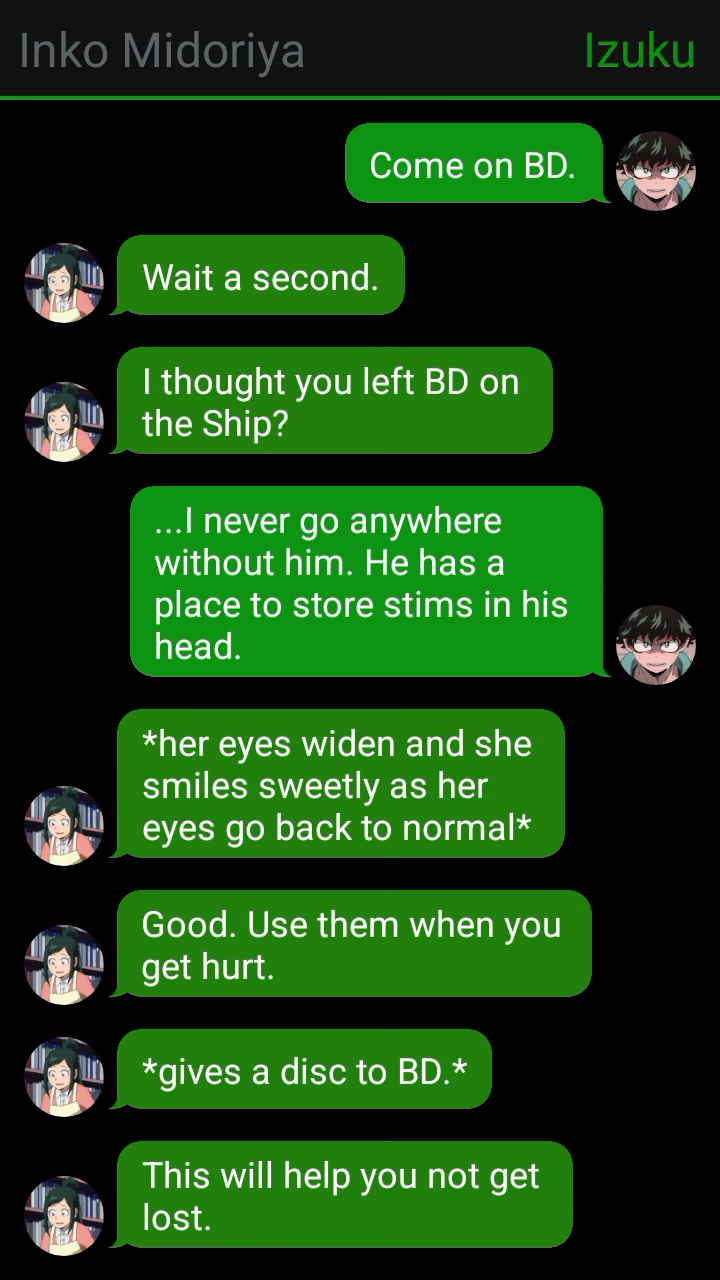 Inko Midoriya Izuku
Come on BD.
Wait a second.
I thought you left BD on
the Ship?
...I never go anywhere
without him. He has a
place to store stims in his
head.
*her eyes widen and she
smiles sweetly as her
eyes go back to normal*
Good. Use them when you
get hurt.
*gives a disc to BD.*
This will help you not get
lost.